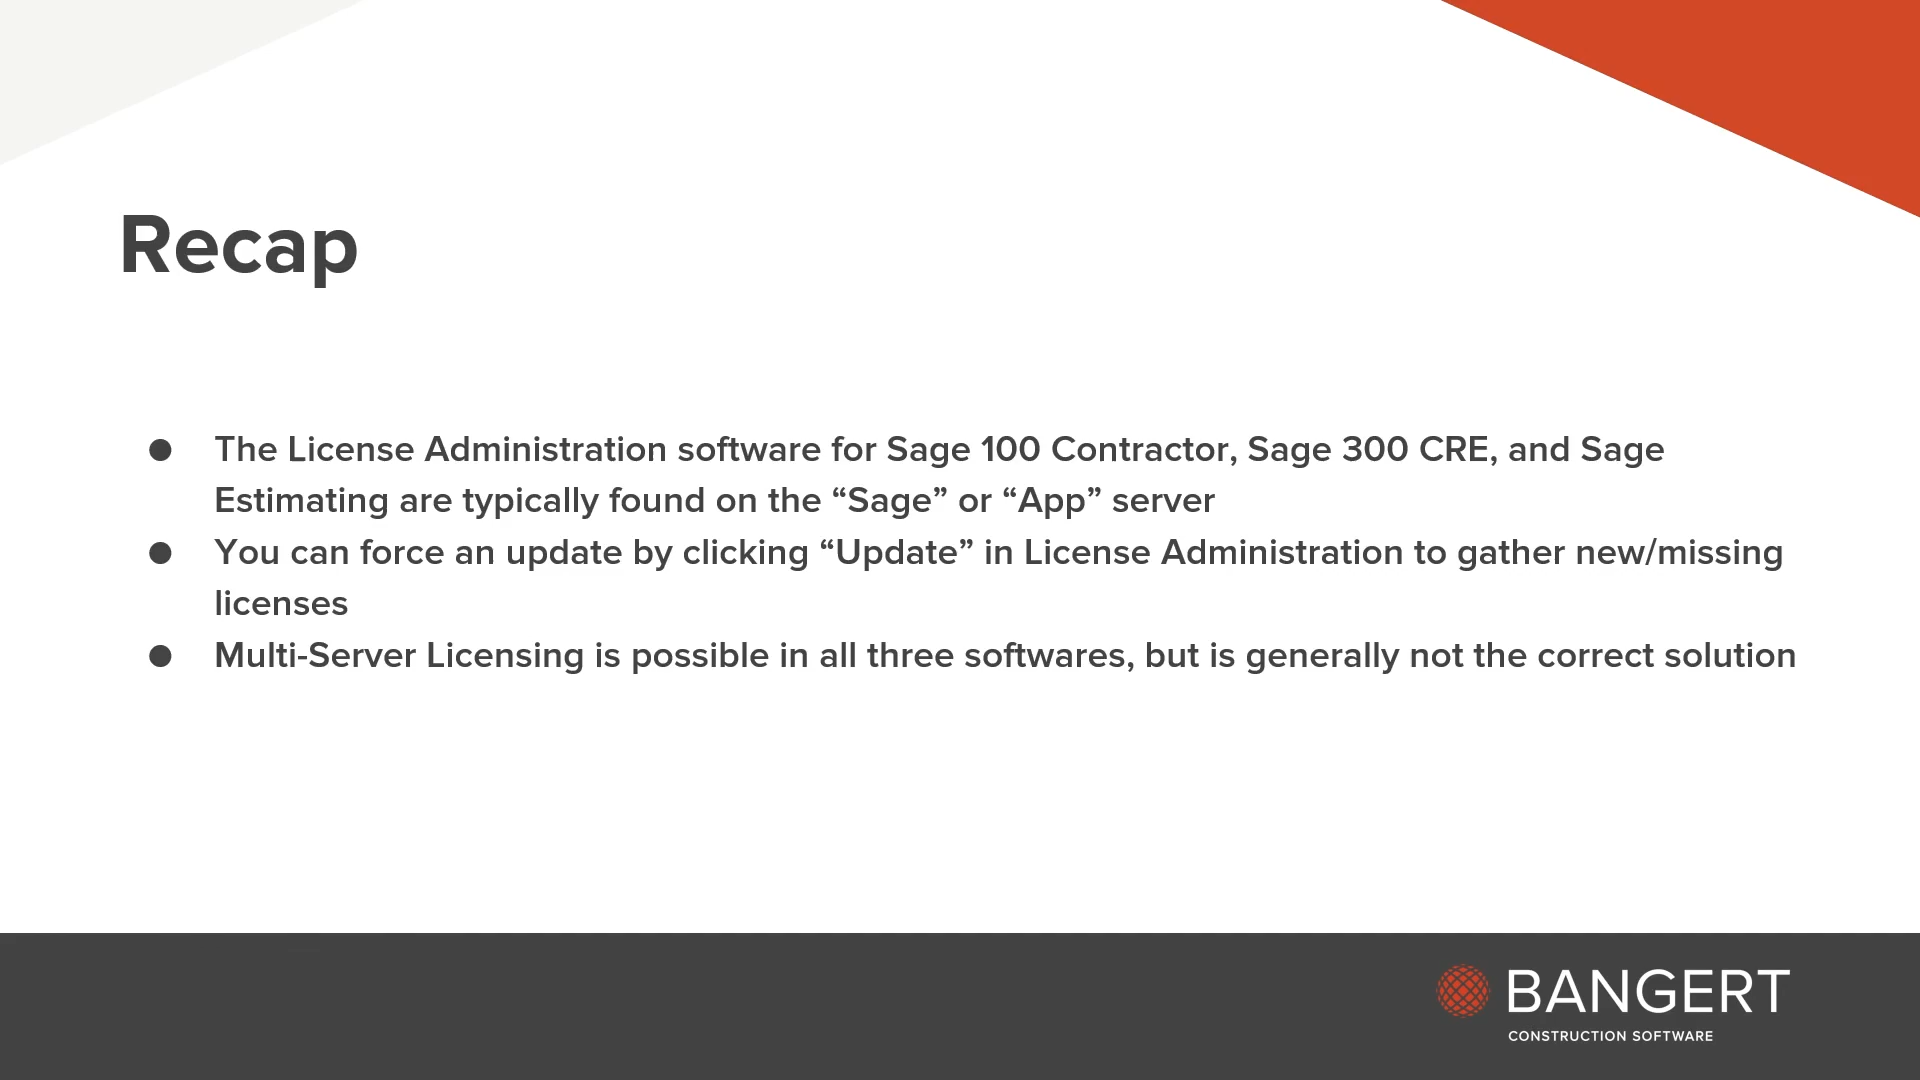 Recap
● The License Administration software for Sage 100 Contractor, Sage 300 CRE, and Sage
Estimating are typically found on the “Sage” or “App” server
● You can force an update by clicking “Update” in License Administration to gather new/missing
licenses
● Multi-Server Licensing is possible in all three softwares, but is generally not the correct solution
BANGERT
CONSTRUCTION SOFTWARE